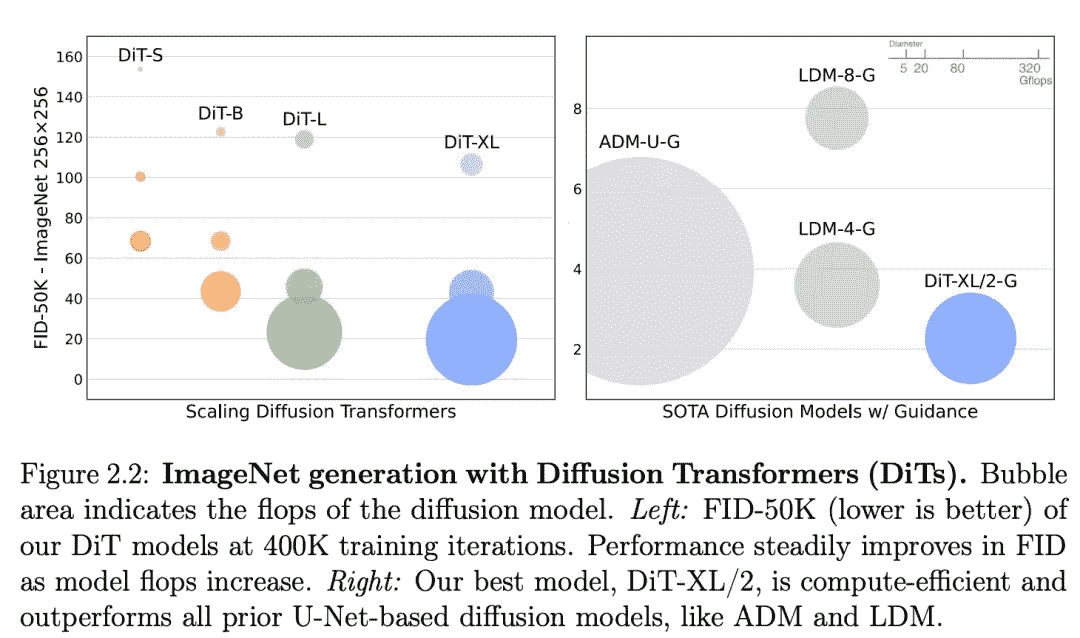 DiT-S
DiT-B
DiT-L
DiT-XL
160
140
120
100
80
60
40
20
0
FID-50K - ImageNet 256×256
Scaling Diffusion Transformers
Diameter
5 20 80 320
Gflops
LDM-8-G
ADM-U-G
LDM-4-G
DiT-XL/2-G
8
6
4
2
SOTA Diffusion Models w/ Guidance
Figure 2.2: ImageNet generation with Diffusion Transformers (DiTs). Bubble
area indicates the flops of the diffusion model. Left: FID-50K (lower is better) of
our DiT models at 400K training iterations. Performance steadily improves in FID
as model flops increase. Right: Our best model, DiT-XL/2, is compute-efficient and
outperforms all prior U-Net-based diffusion models, like ADM and LDM.